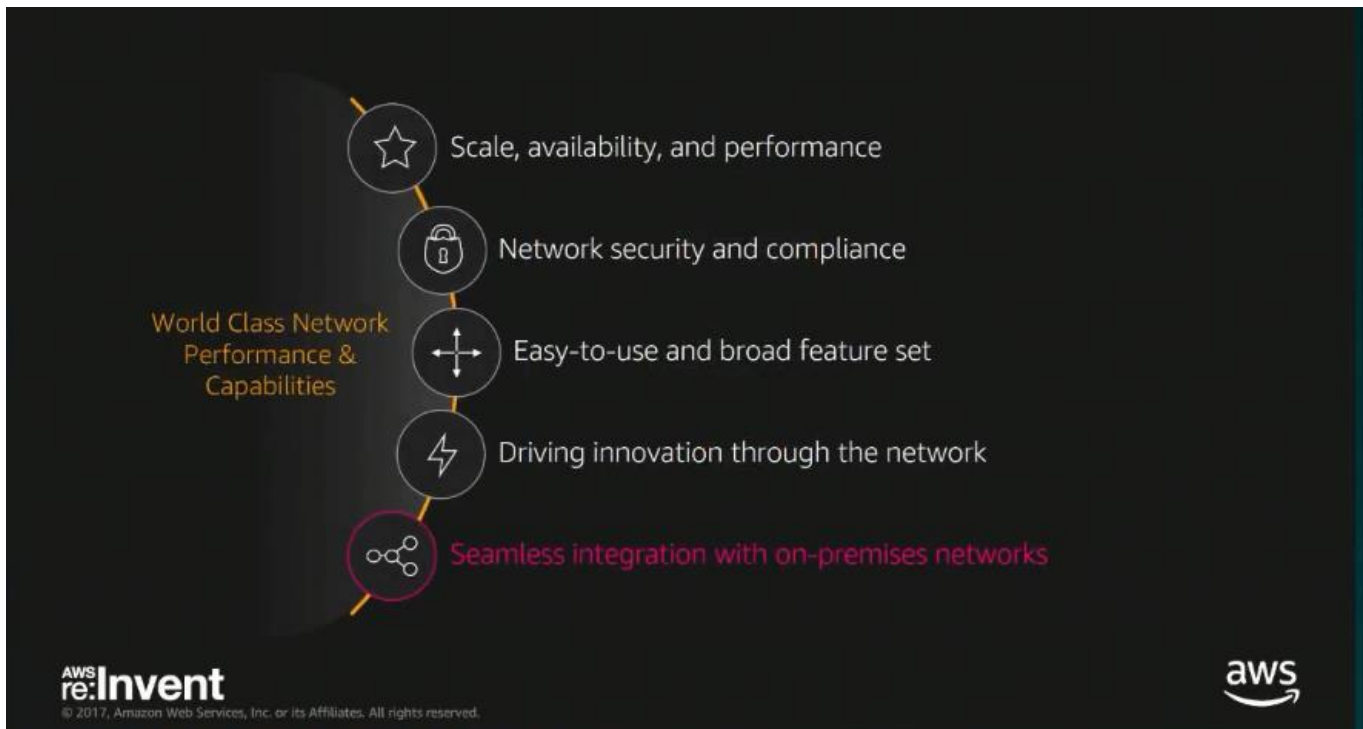 Scale, availability, and performance
Network security and compliance
World Class Network
Performance &
Capabilities
Easy-to-use and broad feature set
Driving innovation through the network
Seamless integration with on-premises networks
AWS
re:Invent
© 2017, Amazon Web Services, Inc. or its Affiliates. All rights reserved.
aws